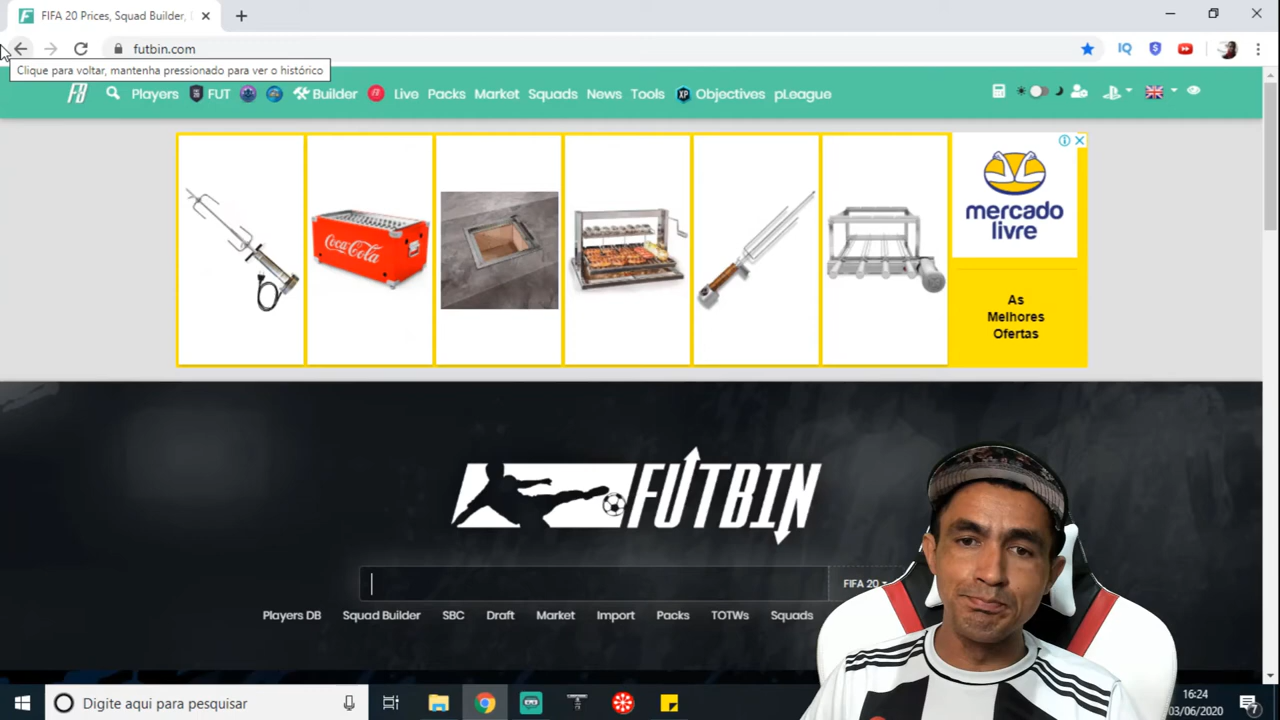 FIFA 20 Prices, Squad Builder,
futbin.com
IQ
Clique para voltar, mantenha pressionado para ver o histórico
Players FUT Builder Live Packs Market Squads News Tools XP Objectives pLeague
Coca-Cola
mercado
livre
As
Melhores
Ofertas
FUTBIN
FIFA 20
Players DB Squad Builder SBC Draft Market Import Packs TOTWs Squads
Digite aqui para pesquisar
16:24
03/06/2020
7